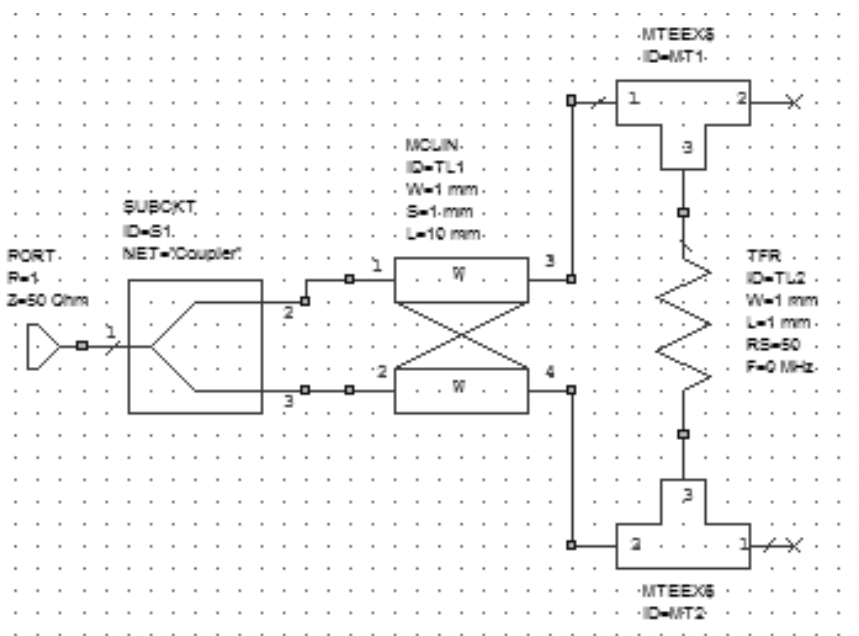 MTEEX$
ID=MT1
MCLIN
ID=TL1
W=1 mm
S=1 mm
L=10 mm
SUBCKT
ID=S1
NET="Coupler"
PORT
P=1
Z=50 Ohm
TFR
ID=TL2
W=1 mm
L=1 mm
RS=50
F=0 MHz
1
2
3
1
2
3
1
W
3
2
W
4
3
2
1
MTEEX$
ID=MT2